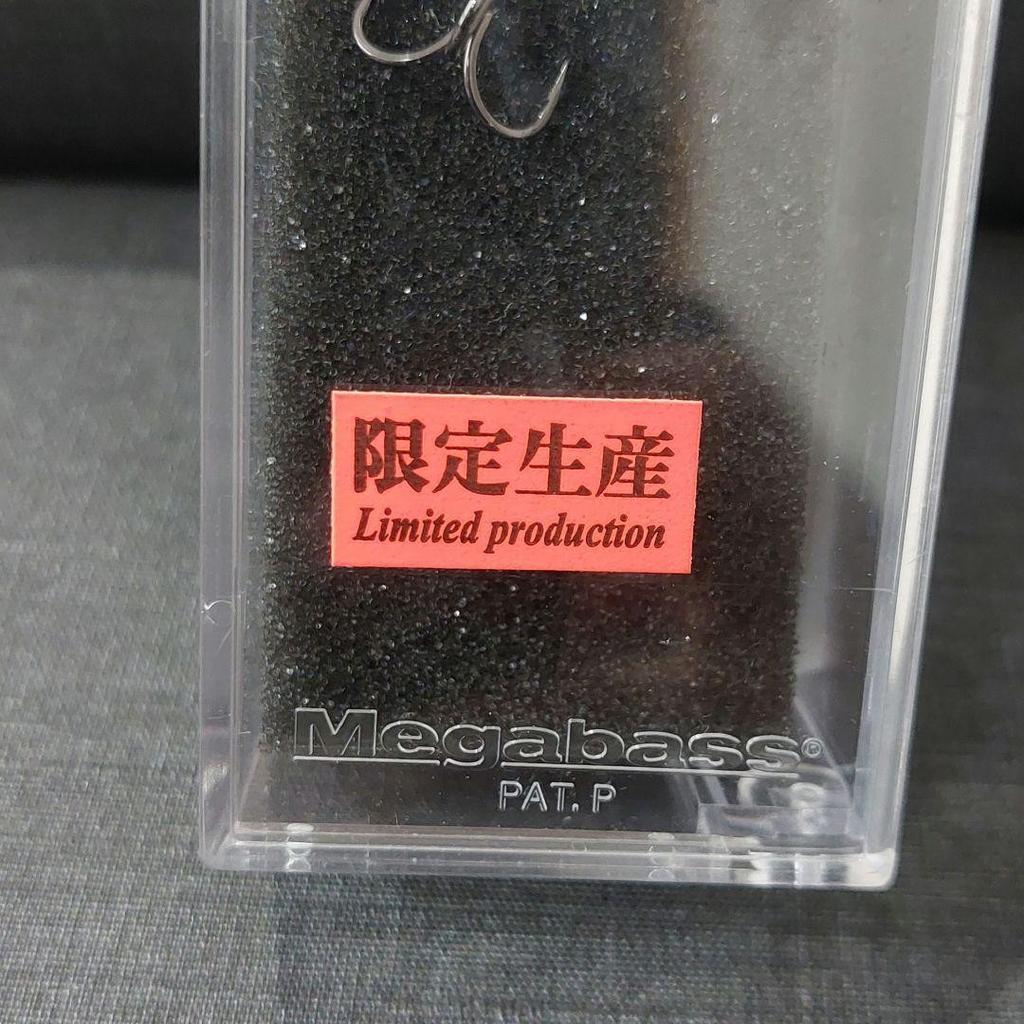 限定生産
Limited production
Megabass®
PAT. P